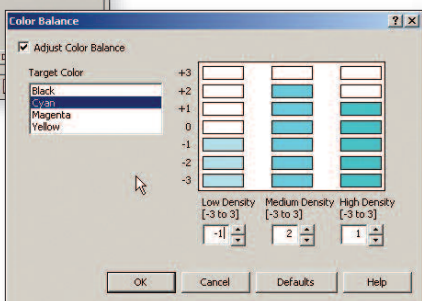 Color Balance
Adjust Color Balance
Target Color
Black
Cyan
Magenta
Yellow
+3
+2
+1
0
-1
-2
-3
Low Density Medium Density High Density
[-3 to 3] [-3 to 3] [-3 to 3]
-1 2 1
OK Cancel Defaults Help